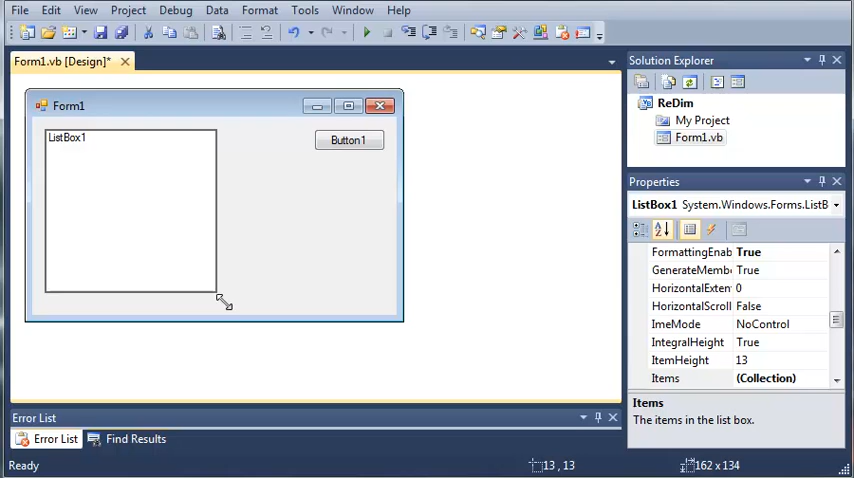 File Edit View Project Build Debug Data Format Tools Window Help
Form1.vb [Design]*
Form1
ListBox1
Button1
Solution Explorer
ReDim
My Project
Form1.vb
Properties
ListBox1 System.Windows.Forms.ListB
FormattingEnab True
GenerateMembe True
HorizontalExten 0
HorizontalScroll False
ImeMode NoControl
IntegralHeight True
ItemHeight 13
Items (Collection)
Items
The items in the list box.
Error List
Error List Find Results
Ready 13 , 13 162 x 134